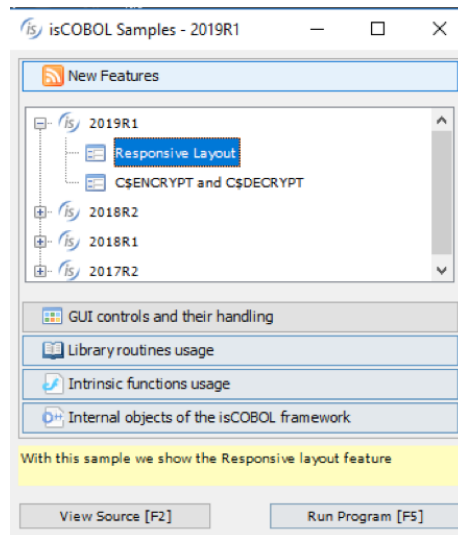 isCOBOL Samples - 2019R1
New Features
2019R1
Responsive Layout
C$ENCRYPT and C$DECRYPT
2018R2
2018R1
2017R2
GUI controls and their handling
Library routines usage
Intrinsic functions usage
Internal objects of the isCOBOL framework
With this sample we show the Responsive layout feature
View Source [F2] Run Program [F5]